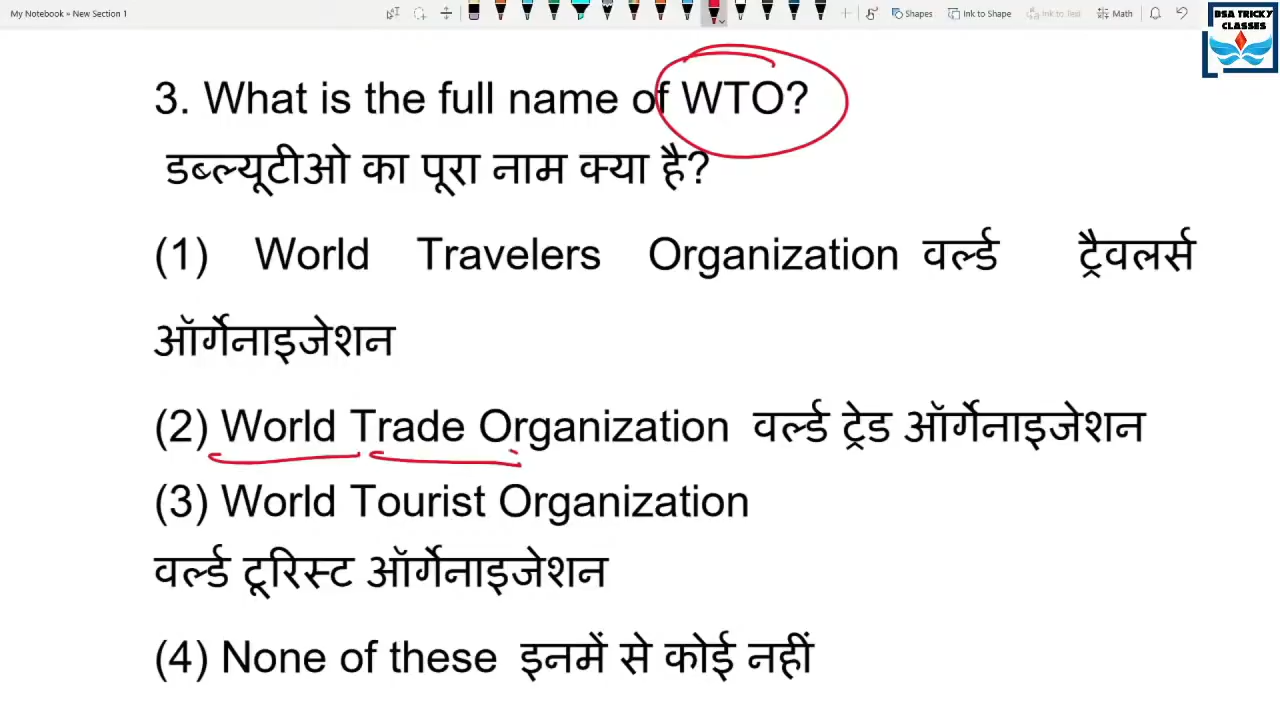 My Notebook » New Section 1
Shapes Ink to Shape Ink to Text Math
BSA TRICKY
CLASSES
3. What is the full name of WTO?
डब्ल्यूटीओ का पूरा नाम क्या है?
(1) World Travelers Organization वर्ल्ड ट्रैवलर्स
ऑर्गेनाइजेशन
(2) World Trade Organization वर्ल्ड ट्रेड ऑर्गेनाइजेशन
(3) World Tourist Organization
वर्ल्ड टूरिस्ट ऑर्गेनाइजेशन
(4) None of these इनमें से कोई नहीं